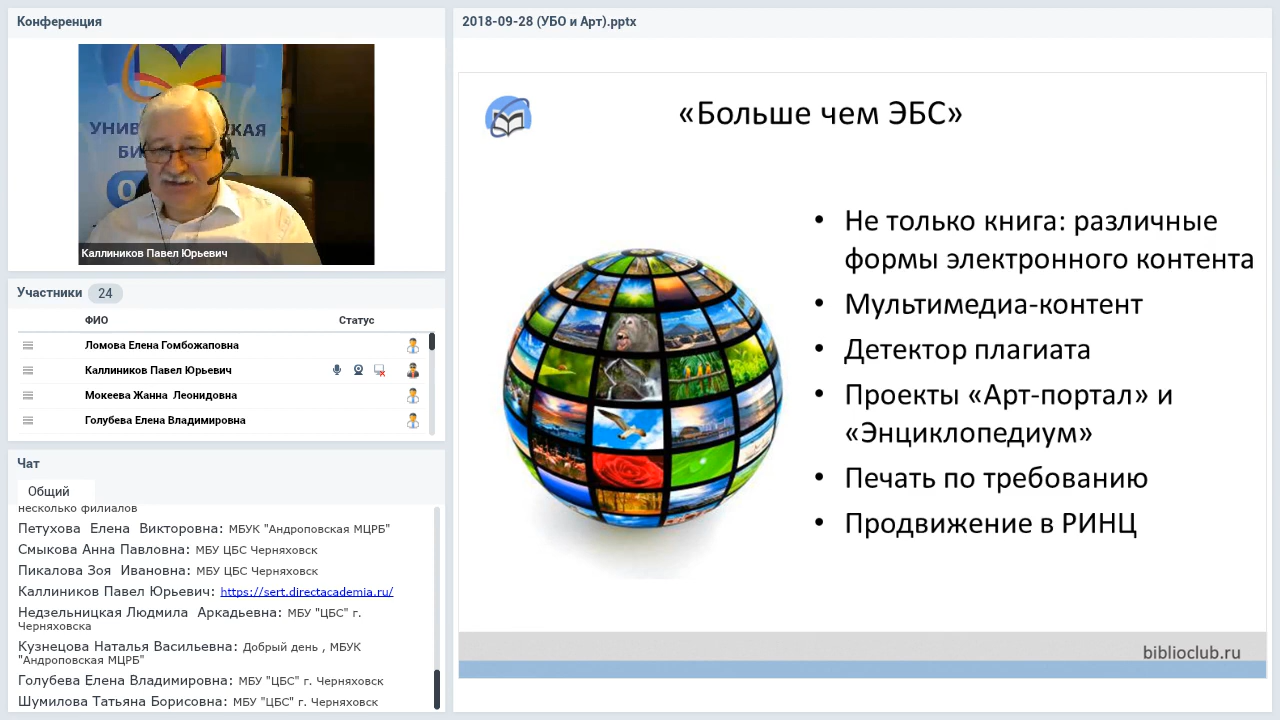 Конференция
УНИВ
СКАЯ
БИ
А
О
Каллиников Павел Юрьевич
Участники 24
ФИО Статус
Ломова Елена Гомбожаповна
Каллиников Павел Юрьевич
Мокеева Жанна Леонидовна
Голубева Елена Владимировна
Чат
Общий
несколько филиалов
Петухова Елена Викторовна: МБУК "Андроповская МЦРБ"
Смыкова Анна Павловна: МБУ ЦБС Черняховск
Пикалова Зоя Ивановна: МБУ ЦБС Черняховск
Каллиников Павел Юрьевич: https://sert.directacademia.ru/
Недзельницкая Людмила Аркадьевна: МБУ "ЦБС" г.
Черняховска
Кузнецова Наталья Васильевна: Добрый день , МБУК
"Андроповская МЦРБ"
Голубева Елена Владимировна: МБУ "ЦБС" г. Черняховск
Шумилова Татьяна Борисовна: МБУ "ЦБС" г. Черняховск
2018-09-28 (УБО и Арт).pptx
«Больше чем ЭБС»
• Не только книга: различные
формы электронного контента
• Мультимедиа-контент
• Детектор плагиата
• Проекты «Арт-портал» и
«Энциклопедиум»
• Печать по требованию
• Продвижение в РИНЦ
biblioclub.ru